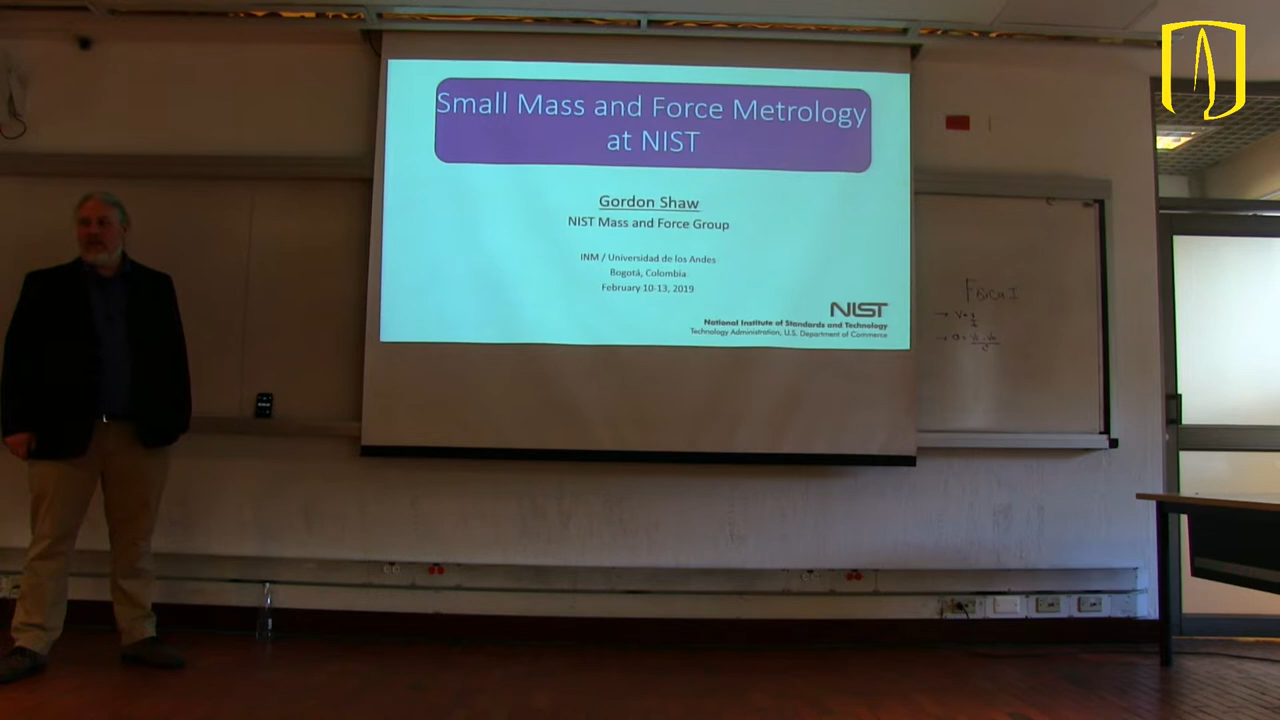 Small Mass and Force Metrology
at NIST
Gordon Shaw
NIST Mass and Force Group
INM / Universidad de los Andes
Bogotá, Colombia
February 10-13, 2019
NIST
National Institute of Standards and Technology
Technology Administration, U.S. Department of Commerce